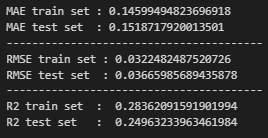 MAE train set : 0.14599494823696918
MAE test set  : 0.1518717920013501
--------------------------------------
RMSE train set : 0.0322482487520726
RMSE test set  : 0.03665985689435878
--------------------------------------
R2 train set  : 0.28362091591901994
R2 test set   : 0.24963233963461984